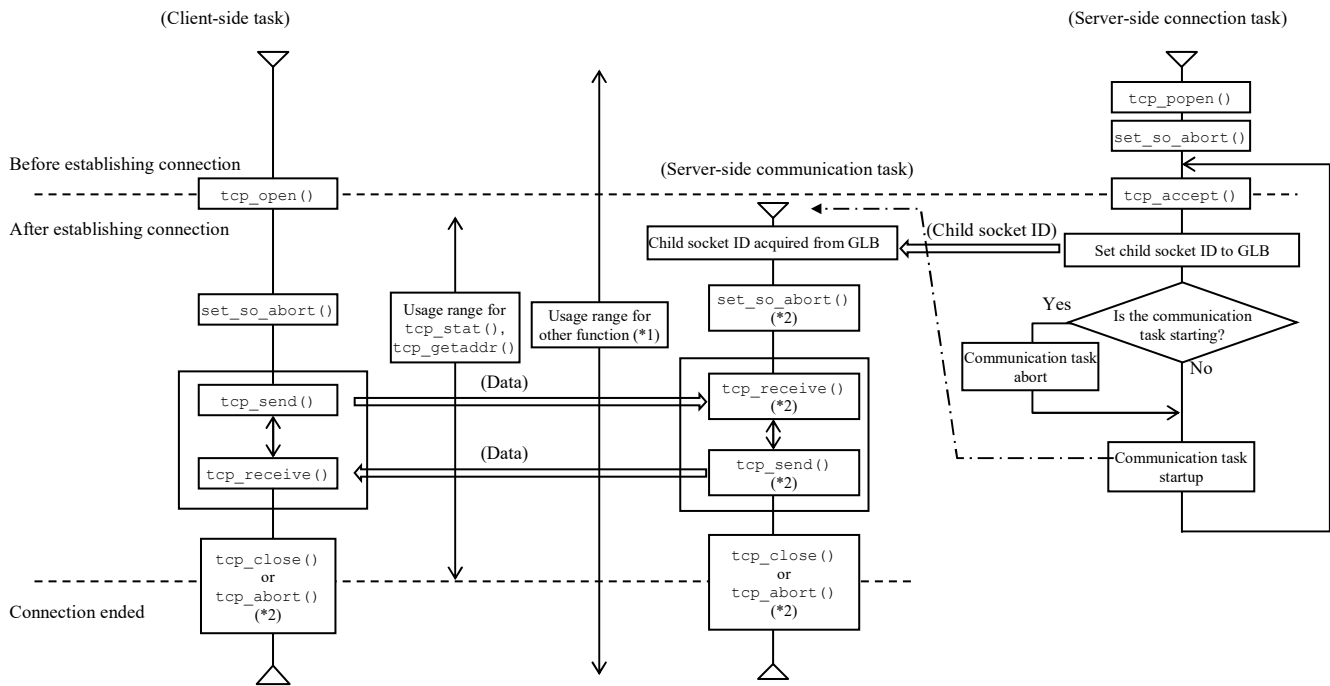 (Client-side task)
(Server-side connection task)
tcp_popen()
set_so_abort()
Before establishing connection
(Server-side communication task)
tcp_open()
tcp_accept()
After establishing connection
(Child socket ID)
Child socket ID acquired from GLB
Set child socket ID to GLB
set_so_abort()
Usage range for
tcp_stat(),
tcp_getaddr()
Usage range for
other function (*1)
set_so_abort()
(*2)
Yes
Is the communication
task starting?
Communication task
abort
No
(Data)
tcp_send()
tcp_receive()
(*2)
(Data)
tcp_receive()
tcp_send()
(*2)
Communication task
startup
tcp_close()
or
tcp_abort()
(*2)
tcp_close()
or
tcp_abort()
(*2)
Connection ended